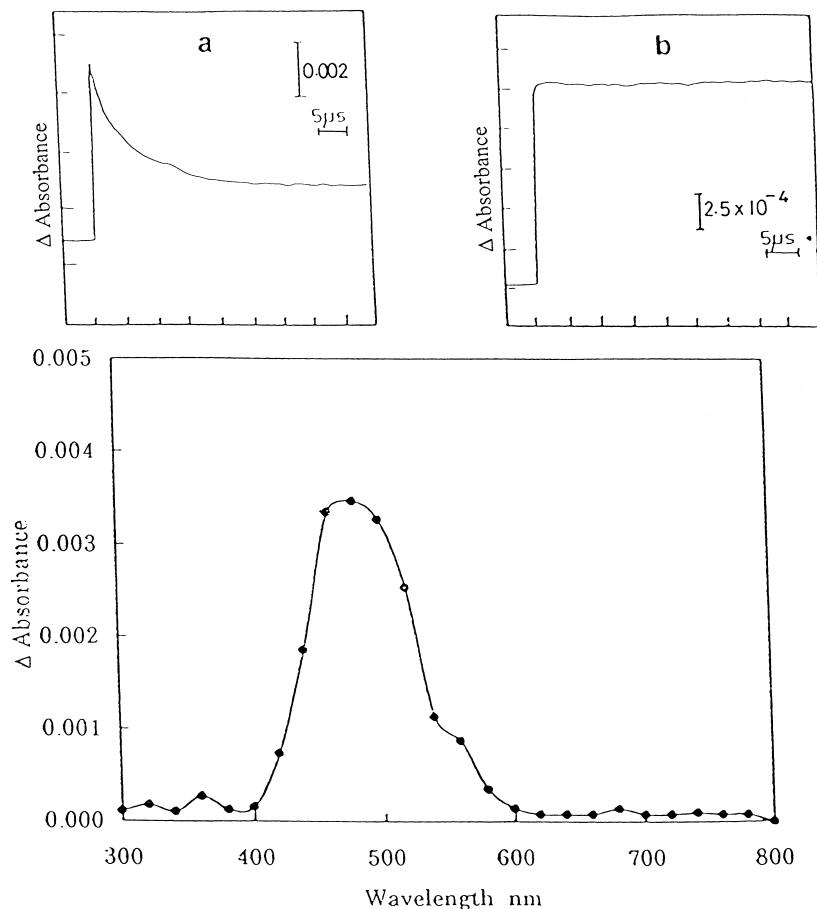 a
0.002
5µs
Δ Absorbance
b
2.5 x 10⁻⁴
5µs
Δ Absorbance
0.005
0.004
0.003
0.002
0.001
0.000
Δ Absorbance
300 400 500 600 700 800
Wavelength nm